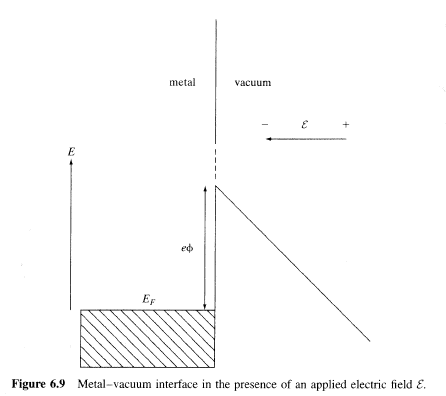 metal vacuum
- ℰ +
E
eϕ
E_F
Figure 6.9 Metal–vacuum interface in the presence of an applied electric field ℰ.